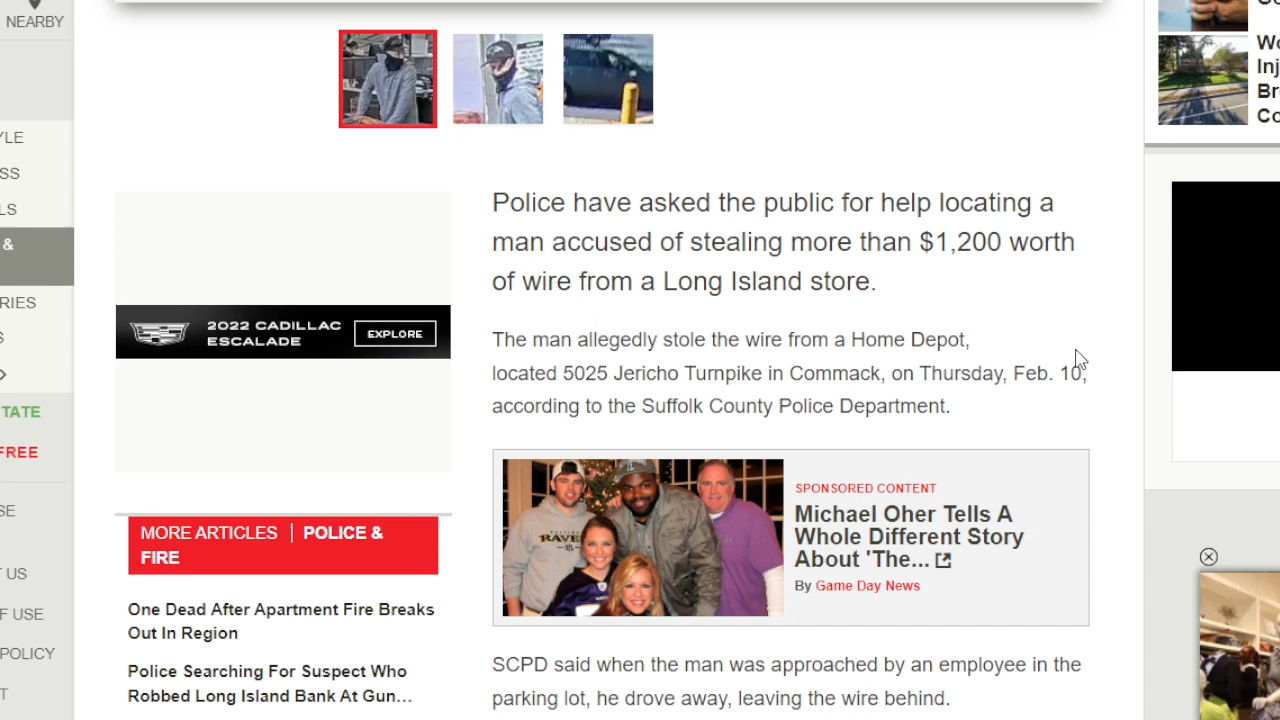 NEARBY
YLE
SS
LS
&
RIES
S
TATE
FREE
SE
T US
F USE
POLICY
T
2022 CADILLAC
ESCALADE
EXPLORE
MORE ARTICLES | POLICE &
FIRE
One Dead After Apartment Fire Breaks
Out In Region
Police Searching For Suspect Who
Robbed Long Island Bank At Gun...
Police have asked the public for help locating a
man accused of stealing more than $1,200 worth
of wire from a Long Island store.
The man allegedly stole the wire from a Home Depot,
located 5025 Jericho Turnpike in Commack, on Thursday, Feb. 10,
according to the Suffolk County Police Department.
RAVE
SPONSORED CONTENT
Michael Oher Tells A
Whole Different Story
About 'The...
By Game Day News
SCPD said when the man was approached by an employee in the
parking lot, he drove away, leaving the wire behind.
Wo
Inj
Br
Co